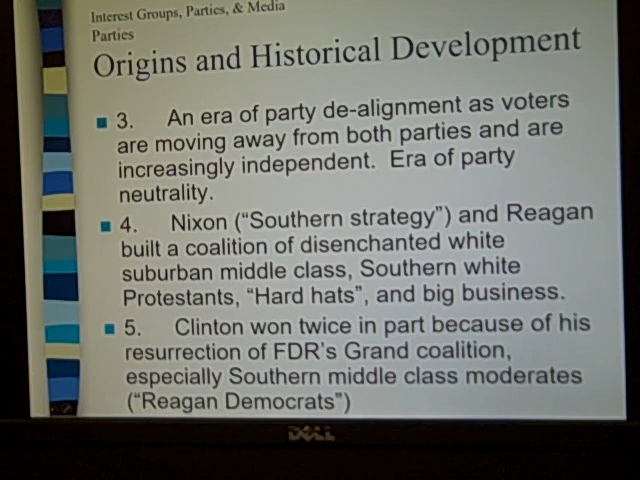 Interest Groups, Parties, & Media
Parties
Origins and Historical Development
3. An era of party de-alignment as voters
are moving away from both parties and are
increasingly independent. Era of party
neutrality.
4. Nixon ("Southern strategy") and Reagan
built a coalition of disenchanted white
suburban middle class, Southern white
Protestants, "Hard hats", and big business.
5. Clinton won twice in part because of his
resurrection of FDR's Grand coalition,
especially Southern middle class moderates
("Reagan Democrats")
DELL